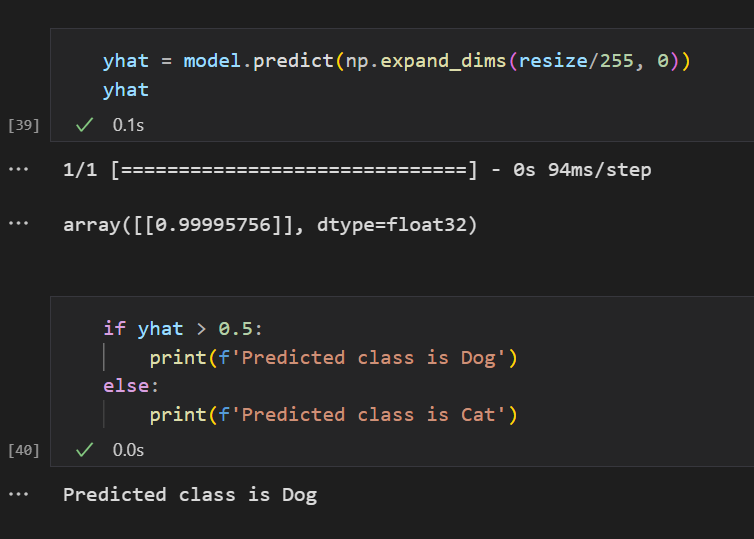 yhat = model.predict(np.expand_dims(resize/255, 0))
yhat
[39] ✓ 0.1s
... 1/1 [==============================] - 0s 94ms/step
... array([[0.99995756]], dtype=float32)
if yhat > 0.5:
    print(f'Predicted class is Dog')
else:
    print(f'Predicted class is Cat')
[40] ✓ 0.0s
... Predicted class is Dog